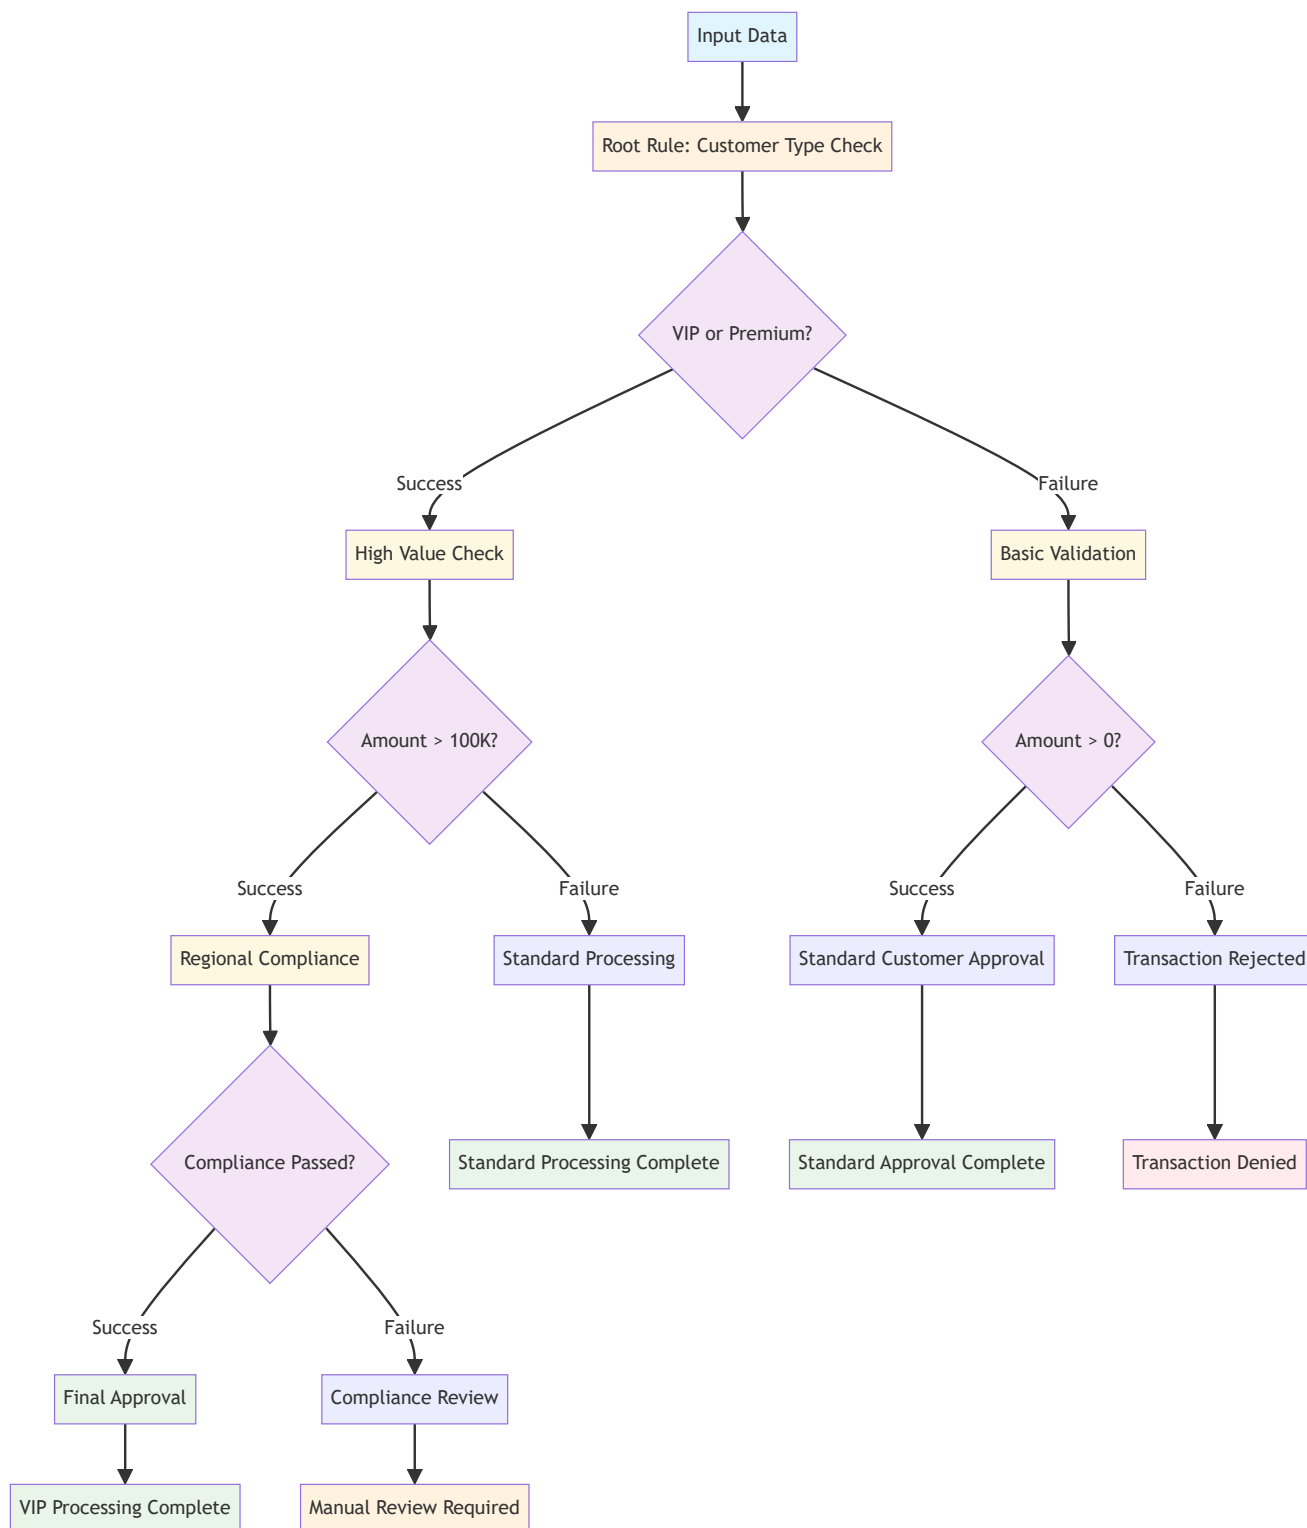 Input Data
Root Rule: Customer Type Check
VIP or Premium?
Success
Failure
High Value Check
Basic Validation
Amount > 100K?
Amount > 0?
Success
Failure
Success
Failure
Regional Compliance
Standard Processing
Standard Customer Approval
Transaction Rejected
Compliance Passed?
Standard Processing Complete
Standard Approval Complete
Transaction Denied
Success
Failure
Final Approval
Compliance Review
VIP Processing Complete
Manual Review Required